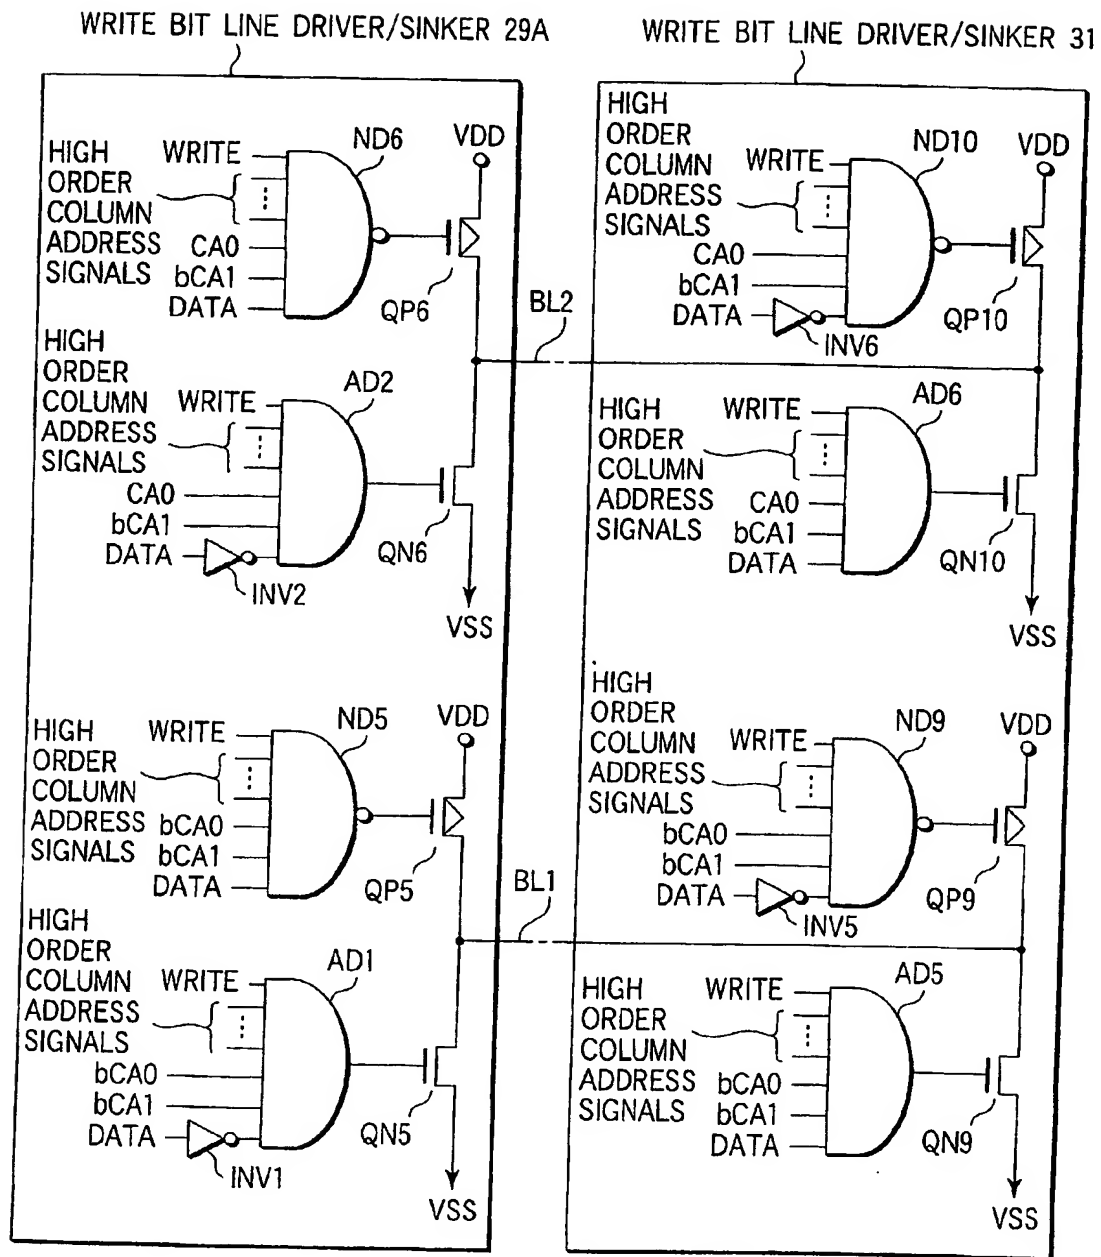 WRITE BIT LINE DRIVER/SINKER 29A
HIGH
ORDER
COLUMN
ADDRESS
SIGNALS
WRITE
CA0
bCA1
DATA
ND6
VDD
QP6
BL2
HIGH
ORDER
COLUMN
ADDRESS
SIGNALS
WRITE
CA0
bCA1
DATA
INV2
AD2
QN6
VSS
HIGH
ORDER
COLUMN
ADDRESS
SIGNALS
WRITE
bCA0
bCA1
DATA
ND5
VDD
QP5
BL1
HIGH
ORDER
COLUMN
ADDRESS
SIGNALS
WRITE
bCA0
bCA1
DATA
INV1
AD1
QN5
VSS
WRITE BIT LINE DRIVER/SINKER 31
HIGH
ORDER
COLUMN
ADDRESS
SIGNALS
WRITE
CA0
bCA1
DATA
INV6
ND10
VDD
QP10
HIGH
ORDER
COLUMN
ADDRESS
SIGNALS
WRITE
CA0
bCA1
DATA
AD6
QN10
VSS
HIGH
ORDER
COLUMN
ADDRESS
SIGNALS
WRITE
bCA0
bCA1
DATA
INV5
ND9
VDD
QP9
HIGH
ORDER
COLUMN
ADDRESS
SIGNALS
WRITE
bCA0
bCA1
DATA
AD5
QN9
VSS